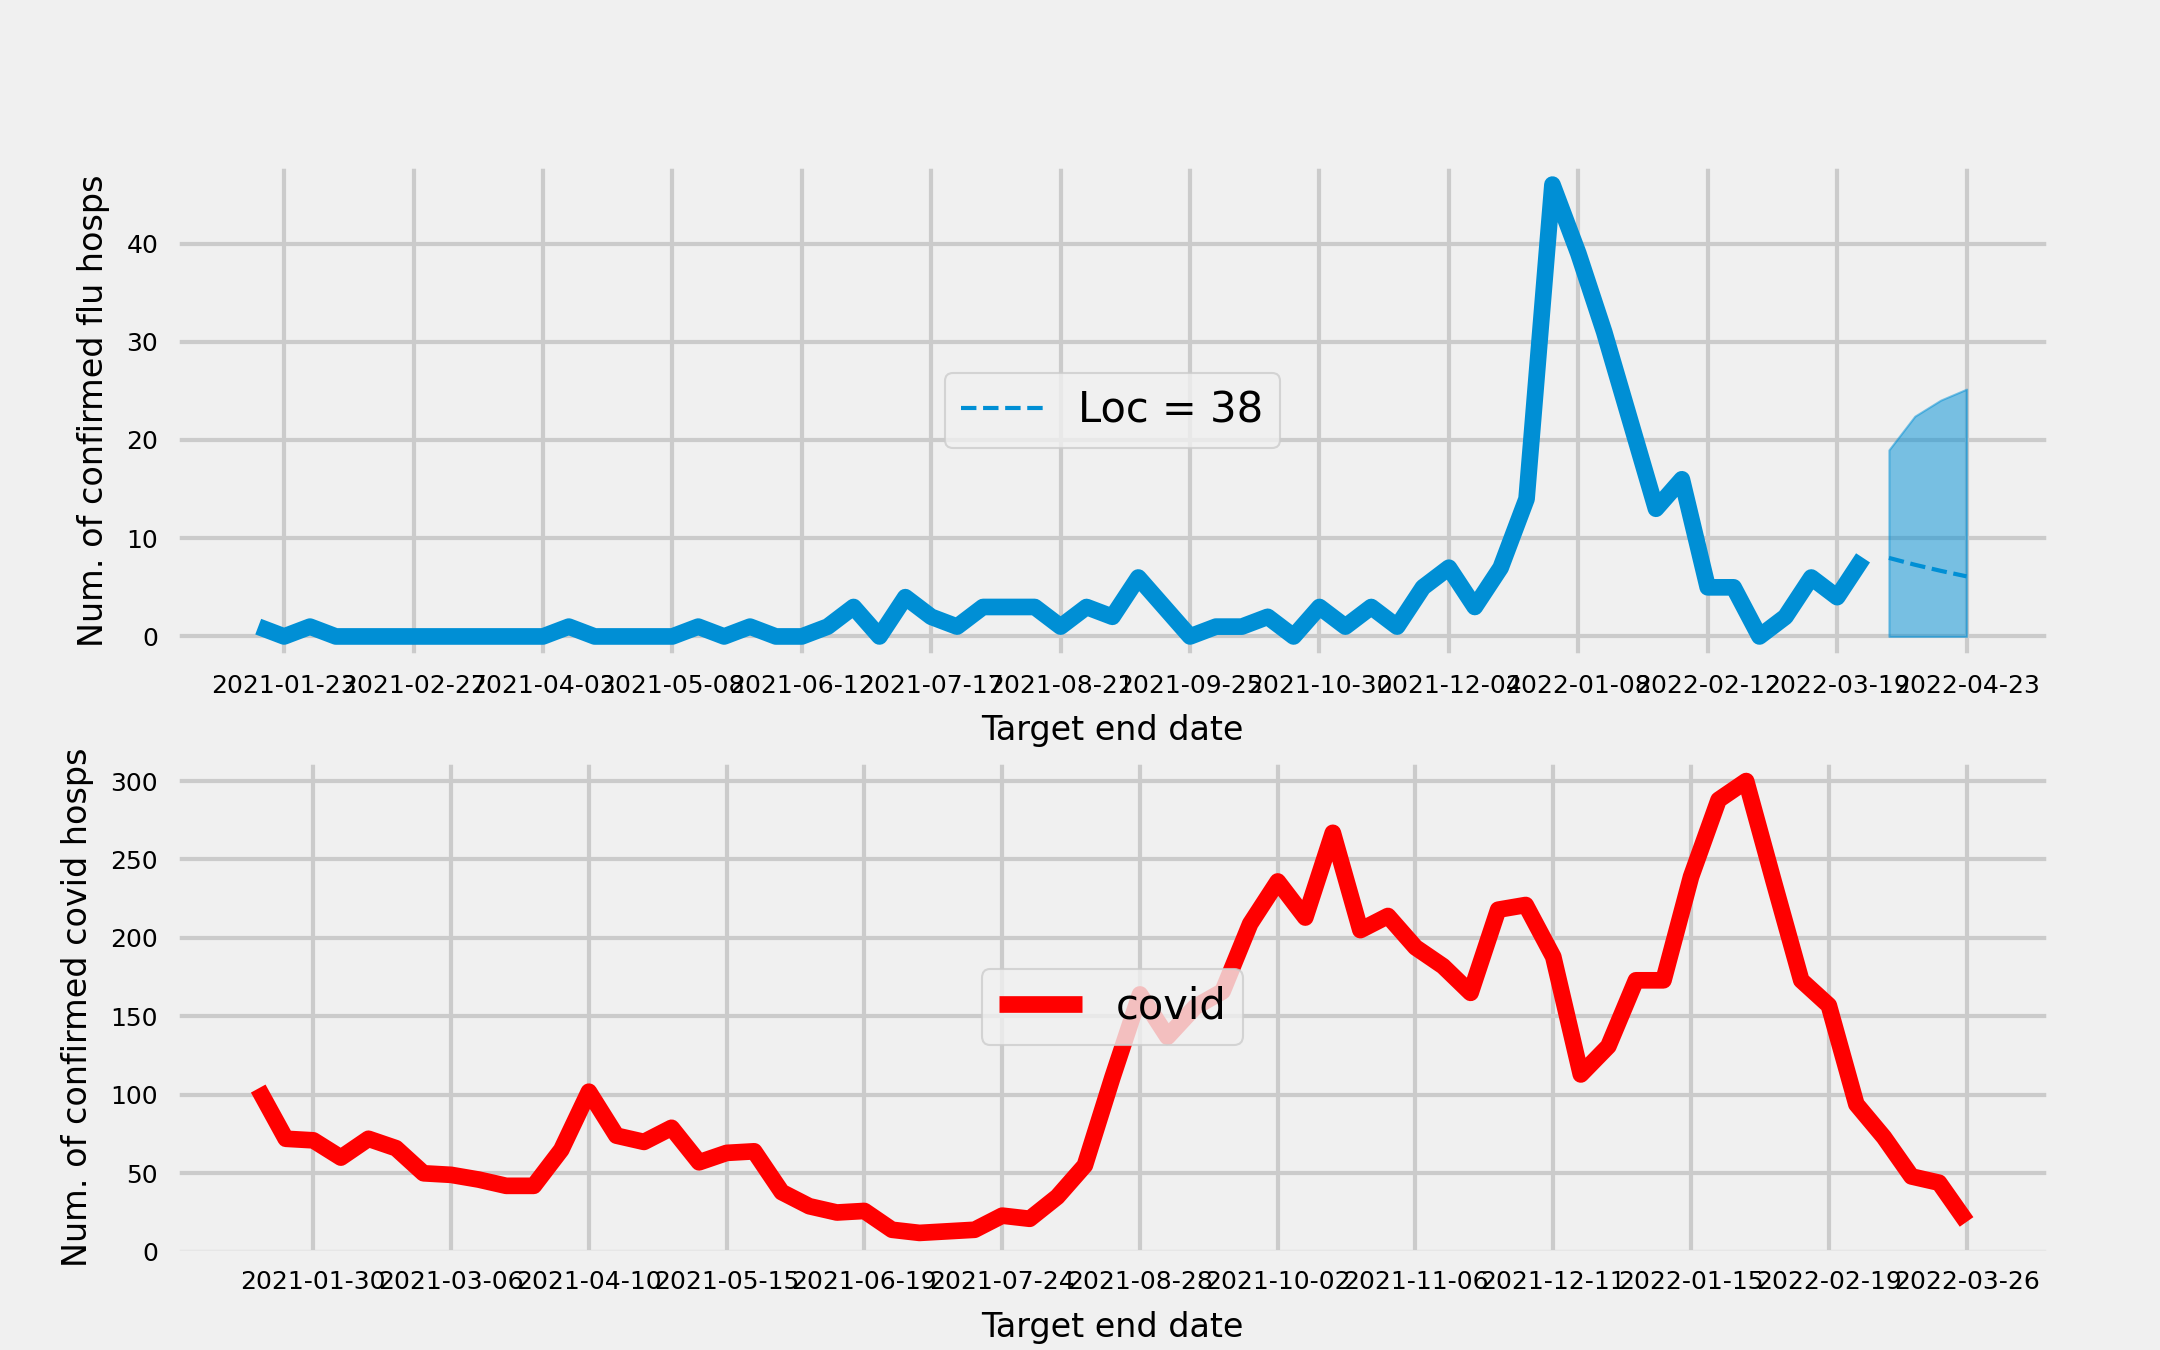 Num. of confirmed flu hosps
40
30
20
10
0
Loc = 38
2021-01-23 2021-02-27 2021-04-03 2021-05-08 2021-06-12 2021-07-17 2021-08-21 2021-09-25 2021-10-30 2021-12-04 2022-01-08 2022-02-12 2022-03-19 2022-04-23
Target end date
Num. of confirmed covid hosps
300
250
200
150
100
50
0
covid
2021-01-30 2021-03-06 2021-04-10 2021-05-15 2021-06-19 2021-07-24 2021-08-28 2021-10-02 2021-11-06 2021-12-11 2022-01-15 2022-02-19 2022-03-26
Target end date